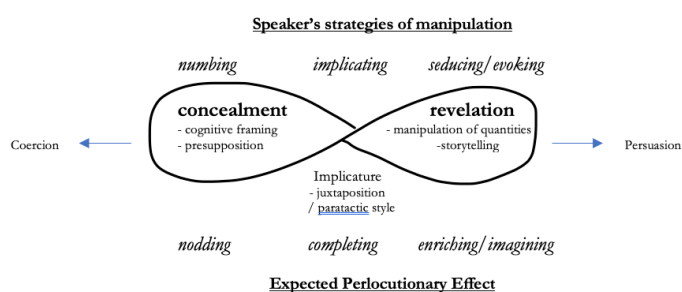 Speaker's strategies of manipulation
numbing implicating seducing/ evoking
concealment revelation
- cognitive framing - manipulation of quantities
- presupposition -storytelling
Coercion Persuasion
Implicature
- juxtaposition
/ paratactic style
nodding completing enriching/ imagining
Expected Perlocutionary Effect